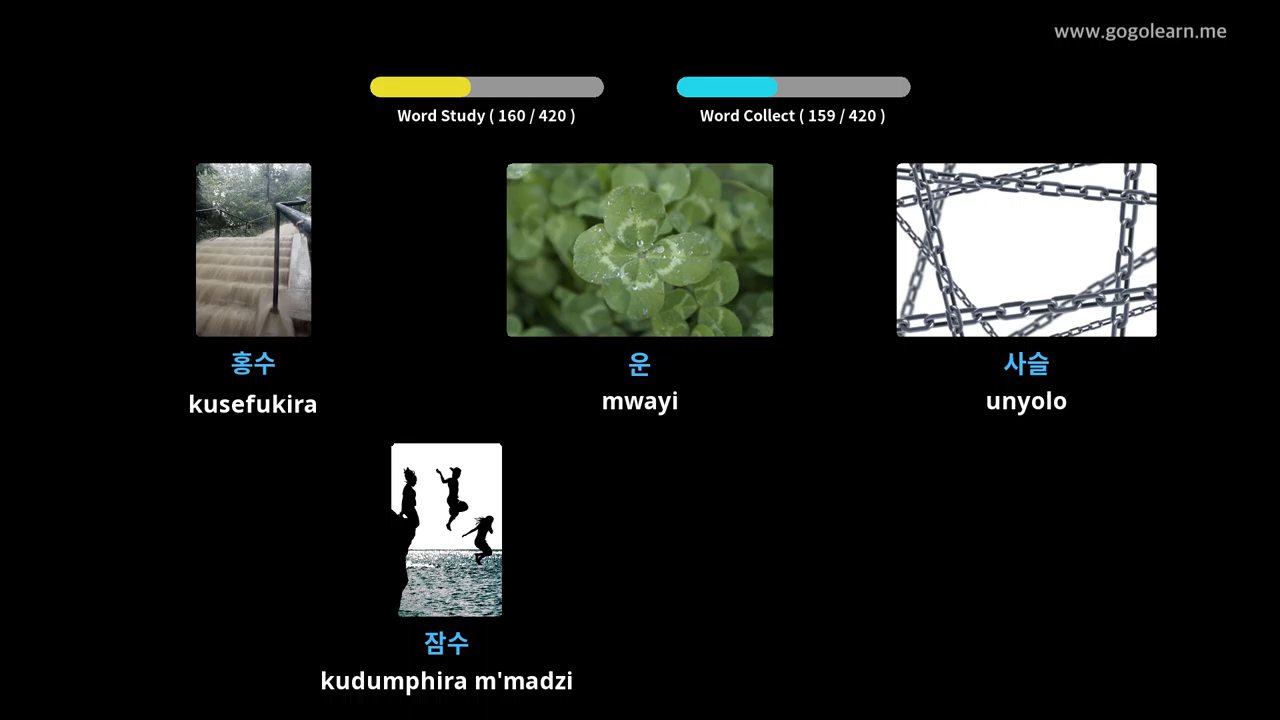 www.gogolearn.me
Word Study ( 160 / 420 )
Word Collect ( 159 / 420 )
홍수
kusefukira
운
mwayi
사슬
unyolo
잠수
kudumphira m'madzi